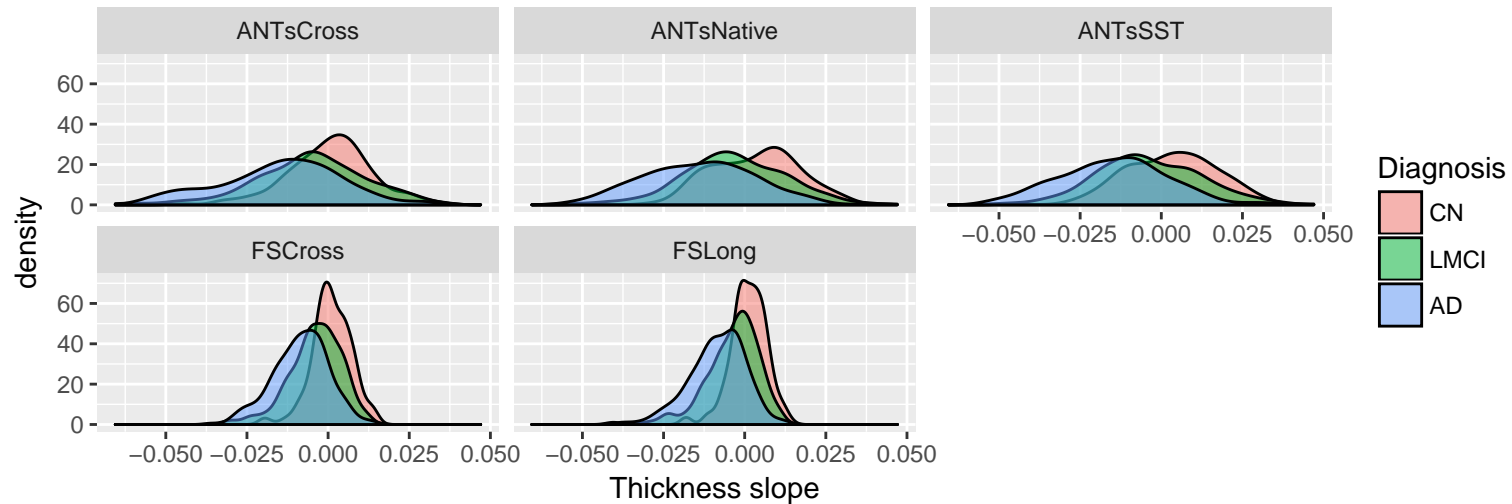 ANTsCross ANTsNative ANTsSST
60
40
20
0
−0.050 −0.025 0.000 0.025 0.050
FSCross FSLong
60
40
20
0
−0.050 −0.025 0.000 0.025 0.050 −0.050 −0.025 0.000 0.025 0.050
Thickness slope
density
Diagnosis
CN
LMCI
AD